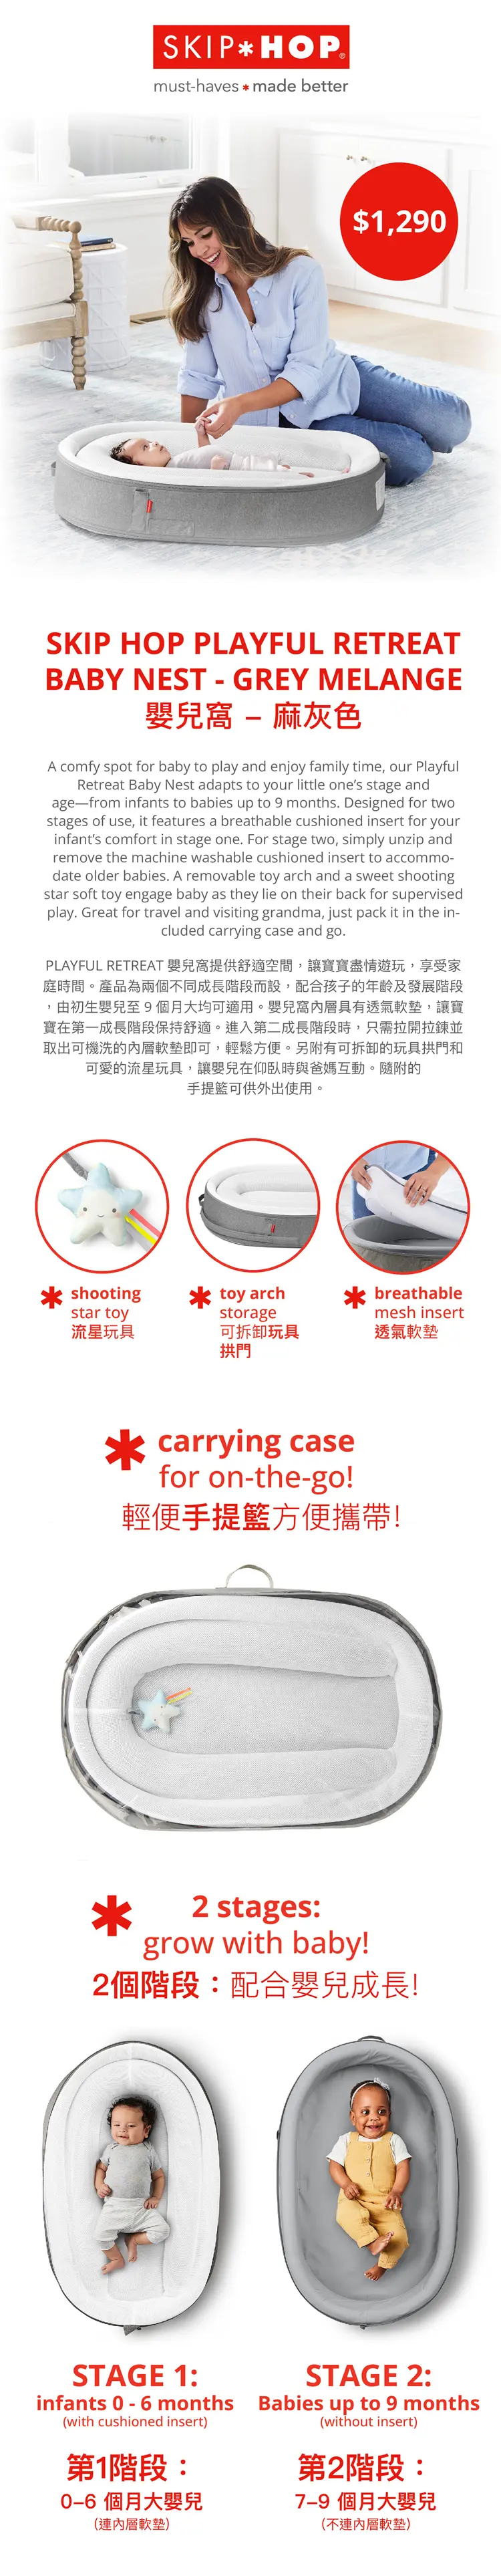 SKIP*HOP®
must-haves * made better
$1,290
SKIP HOP PLAYFUL RETREAT
BABY NEST - GREY MELANGE
嬰兒窩 – 麻灰色
A comfy spot for baby to play and enjoy family time, our Playful
Retreat Baby Nest adapts to your little one's stage and
age—from infants to babies up to 9 months. Designed for two
stages of use, it features a breathable cushioned insert for your
infant's comfort in stage one. For stage two, simply unzip and
remove the machine washable cushioned insert to accommo-
date older babies. A removable toy arch and a sweet shooting
star soft toy engage baby as they lie on their back for supervised
play. Great for travel and visiting grandma, just pack it in the in-
cluded carrying case and go.
PLAYFUL RETREAT 嬰兒窩提供舒適空間，讓寶寶盡情遊玩，享受家
庭時間。產品為兩個不同成長階段而設，配合孩子的年齡及發展階段
，由初生嬰兒至 9 個月大均可適用。嬰兒窩內層具有透氣軟墊，讓寶
寶在第一成長階段保持舒適。進入第二成長階段時，只需拉開拉鍊並
取出可機洗的內層軟墊即可，輕鬆方便。另附有可拆卸的玩具拱門和
可愛的流星玩具，讓嬰兒在仰臥時與爸媽互動。隨附的
手提籃可供外出使用。
* shooting
star toy
流星玩具
* toy arch
storage
可拆卸玩具
拱門
* breathable
mesh insert
透氣軟墊
* carrying case
for on-the-go!
輕便手提籃方便攜帶!
* 2 stages:
grow with baby!
2個階段：配合嬰兒成長!
STAGE 1:
infants 0 - 6 months
(with cushioned insert)
第1階段：
0–6 個月大嬰兒
(連內層軟墊)
STAGE 2:
Babies up to 9 months
(without insert)
第2階段：
7–9 個月大嬰兒
(不連內層軟墊)